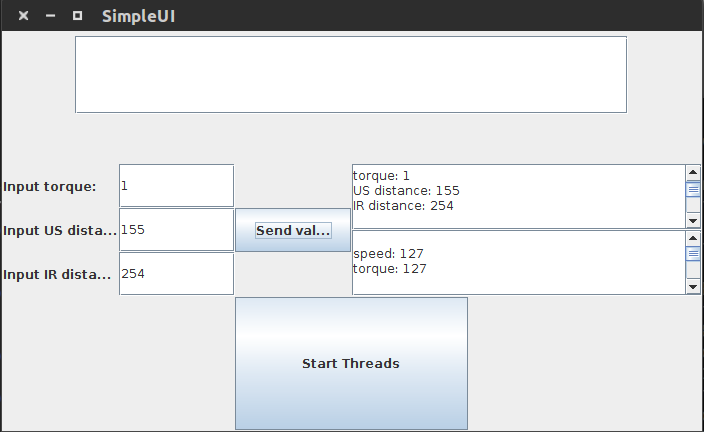 SimpleUI
Input torque:
1
Input US dista...
155
Input IR dista...
254
Send val...
torque: 1
US distance: 155
IR distance: 254
speed: 127
torque: 127
Start Threads